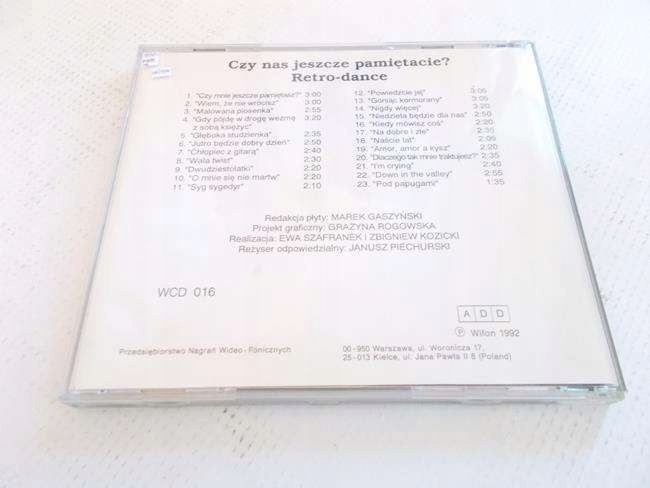 Czy nas jeszcze pamiętacie?
Retro-dance
1. "Czy mnie jeszcze pamiętasz?" 3:00
2. "Wiem, że nie wrócisz" 3:00
3. "Malowana piosenka" 2:55
4. "Gdy pójdę w drogę wezmę 3:20
z sobą księżyc"
5. "Głęboka studzienka" 2:35
6. "Jutro będzie dobry dzień" 2:50
7. "Chłopiec z gitarą" 2:40
8. "Wala twist" 2:30
9. "Dwudziestolatki" 2:20
10. "O mnie się nie martw" 2:20
11. "Syg sygedyr" 2:10
12. "Powiedzcie jej" 3:05
13. "Goniąc kormorany" 3:05
14. "Nigdy więcej" 3:20
15. "Niedziela będzie dla nas" 2:50
16. "Kiedy mówisz coś" 2:20
17. "Na dobre i złe" 2:35
18. "Naście lat" 2:05
19. "Amor, amor a kysz" 2:20
20. "Dlaczego tak mnie traktujesz?" 2:35
21. "I'm crying" 2:40
22. "Down in the valley" 2:55
23. "Pod papugami" 1:35
Redakcja płyty: MAREK GASZYŃSKI
Projekt graficzny: GRAŻYNA ROGOWSKA
Realizacja: EWA SZAFRANEK i ZBIGNIEW KOZICKI
Reżyser odpowiedzialny: JANUSZ PIECHURSKI
WCD 016
A D D
Ⓟ Wifon 1992
Przedsiębiorstwo Nagrań Wideo-Fonicznych
00-950 Warszawa, ul. Woronicza 17,
25-013 Kielce, ul. Jana Pawła II 8 (Poland)